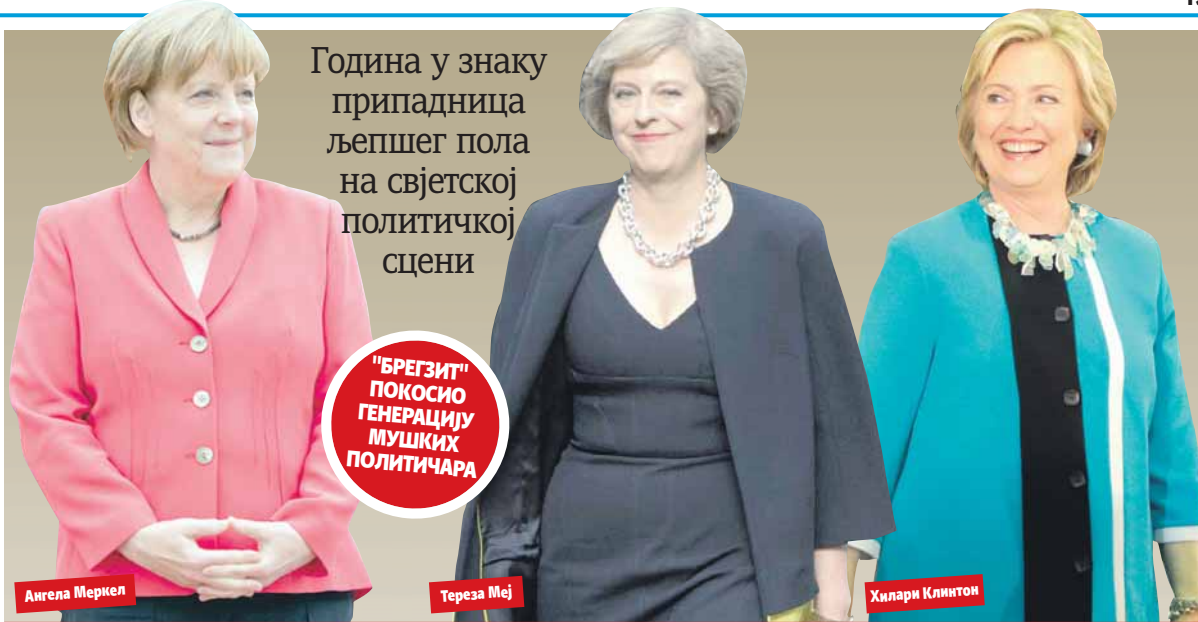 Година у знаку
припадница
љепшег пола
на свјетској
политичкој
сцени
"БРЕГЗИТ"
ПОКОСИО
ГЕНЕРАЦИЈУ
МУШКИХ
ПОЛИТИЧАРА
Ангела Меркел
Тереза Меј
Хилари Клинтон